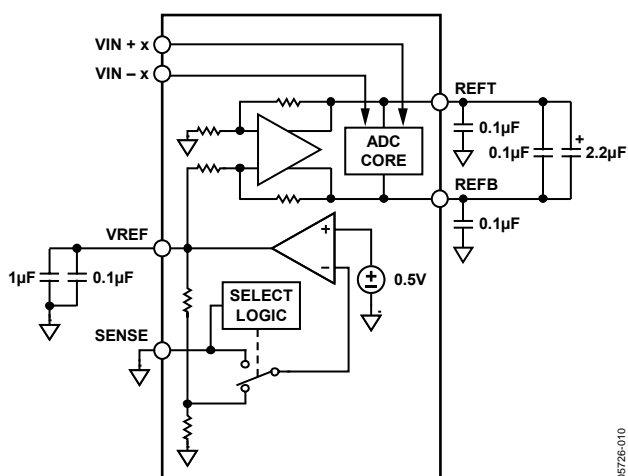 VIN + x
VIN – x
REFT
ADC
CORE
0.1µF
0.1µF
+
2.2µF
REFB
0.1µF
VREF
+
–
0.5V
1µF
0.1µF
SELECT
LOGIC
SENSE
05726-010